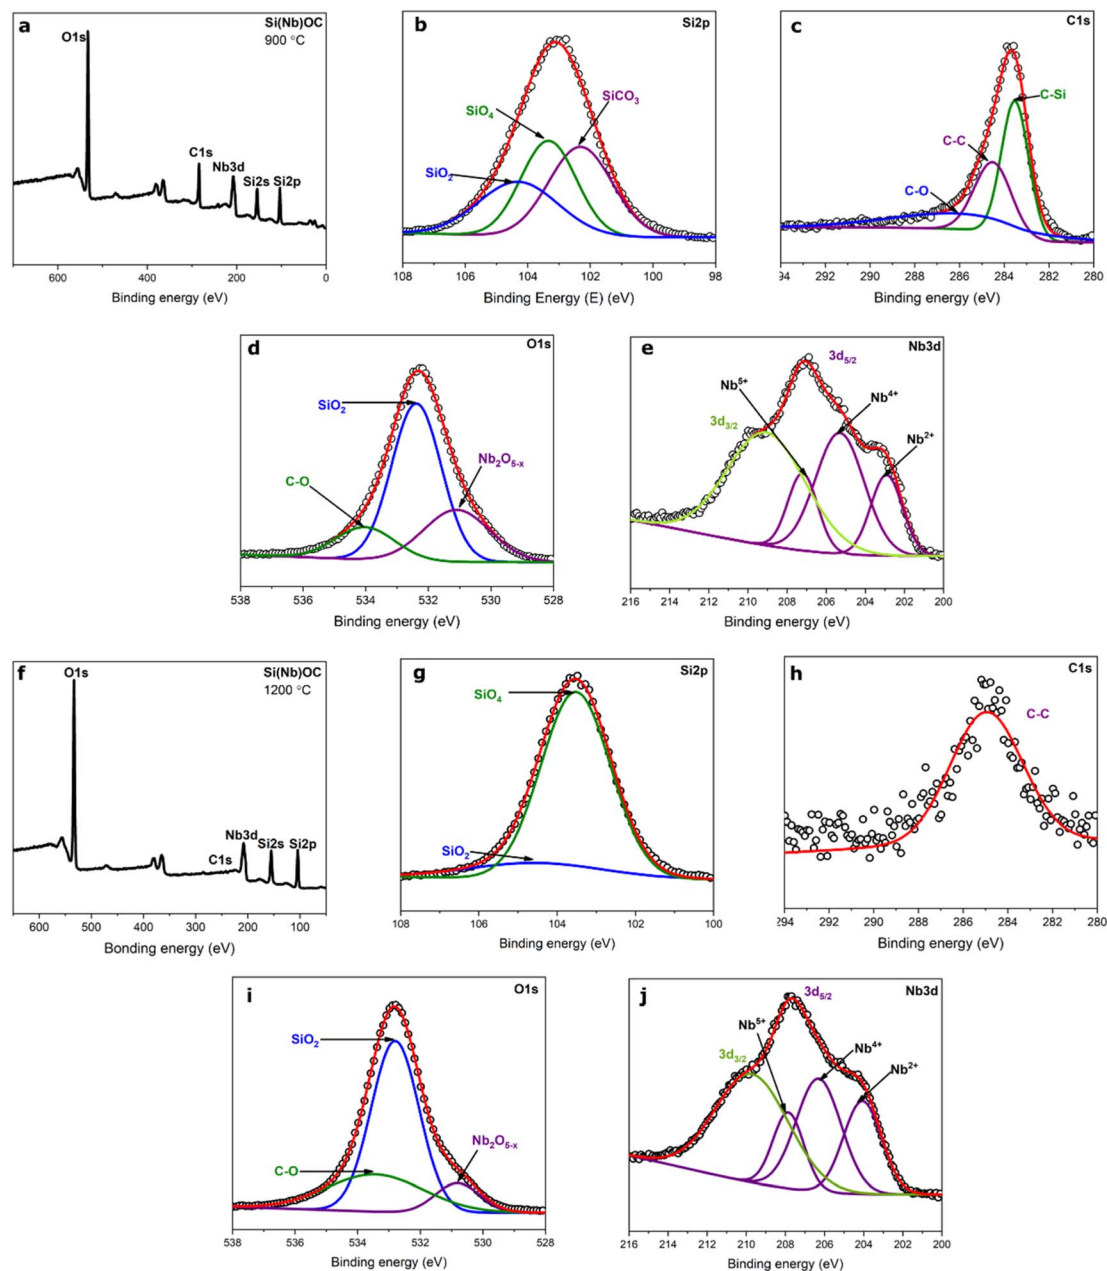 a
Si(Nb)OC
900 °C
O1s
C1s
Nb3d
Si2s
Si2p
600 400 200 0
Binding energy (eV)
b
Si2p
SiO₄
SiCO₃
SiO₂
108 106 104 102 100 98
Binding Energy (E) (eV)
c
C1s
C-Si
C-C
C-O
94 292 290 288 286 284 282 280
Binding energy (eV)
d
O1s
SiO₂
Nb₂O₅₋ₓ
C-O
538 536 534 532 530 528
Binding energy (eV)
e
Nb3d
3d₅/₂
Nb⁵⁺
Nb⁴⁺
3d₃/₂
Nb²⁺
216 214 212 210 208 206 204 202 200
Binding energy (eV)
f
Si(Nb)OC
1200 °C
O1s
Nb3d
Si2s
Si2p
C1s
600 500 400 300 200 100
Bonding energy (eV)
g
Si2p
SiO₄
SiO₂
108 106 104 102 100
Binding energy (eV)
h
C1s
C-C
294 292 290 288 286 284 282 280
Binding energy (eV)
i
O1s
SiO₂
Nb₂O₅₋ₓ
C-O
538 536 534 532 530 528
Binding energy (eV)
j
Nb3d
3d₅/₂
Nb⁵⁺
Nb⁴⁺
3d₃/₂
Nb²⁺
216 214 212 210 208 206 204 202 200
Binding energy (eV)